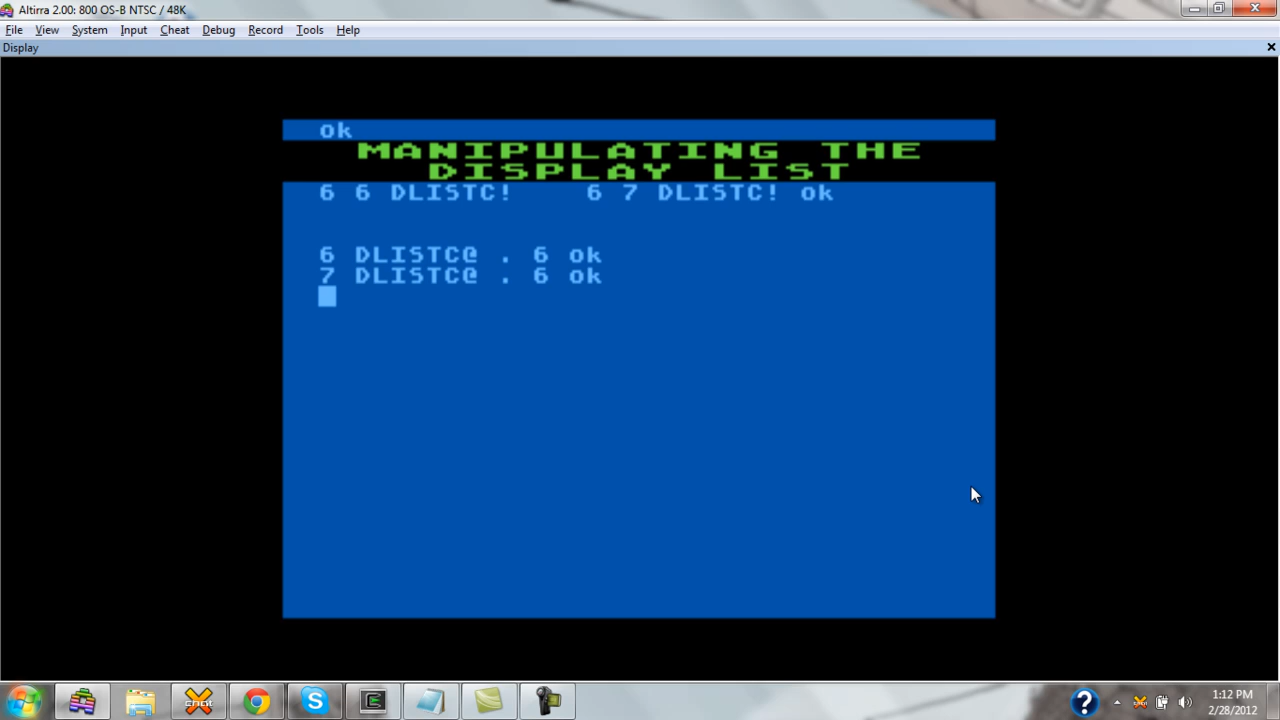 Altirra 2.00: 800 OS-B NTSC / 48K
File View System Input Cheat Debug Record Tools Help
Display
ok
MANIPULATING THE
DISPLAY LIST
6 6 DLISTC! 6 7 DLISTC! ok
6 DLISTC@ . 6 ok
7 DLISTC@ . 6 ok
1:12 PM
2/28/2012